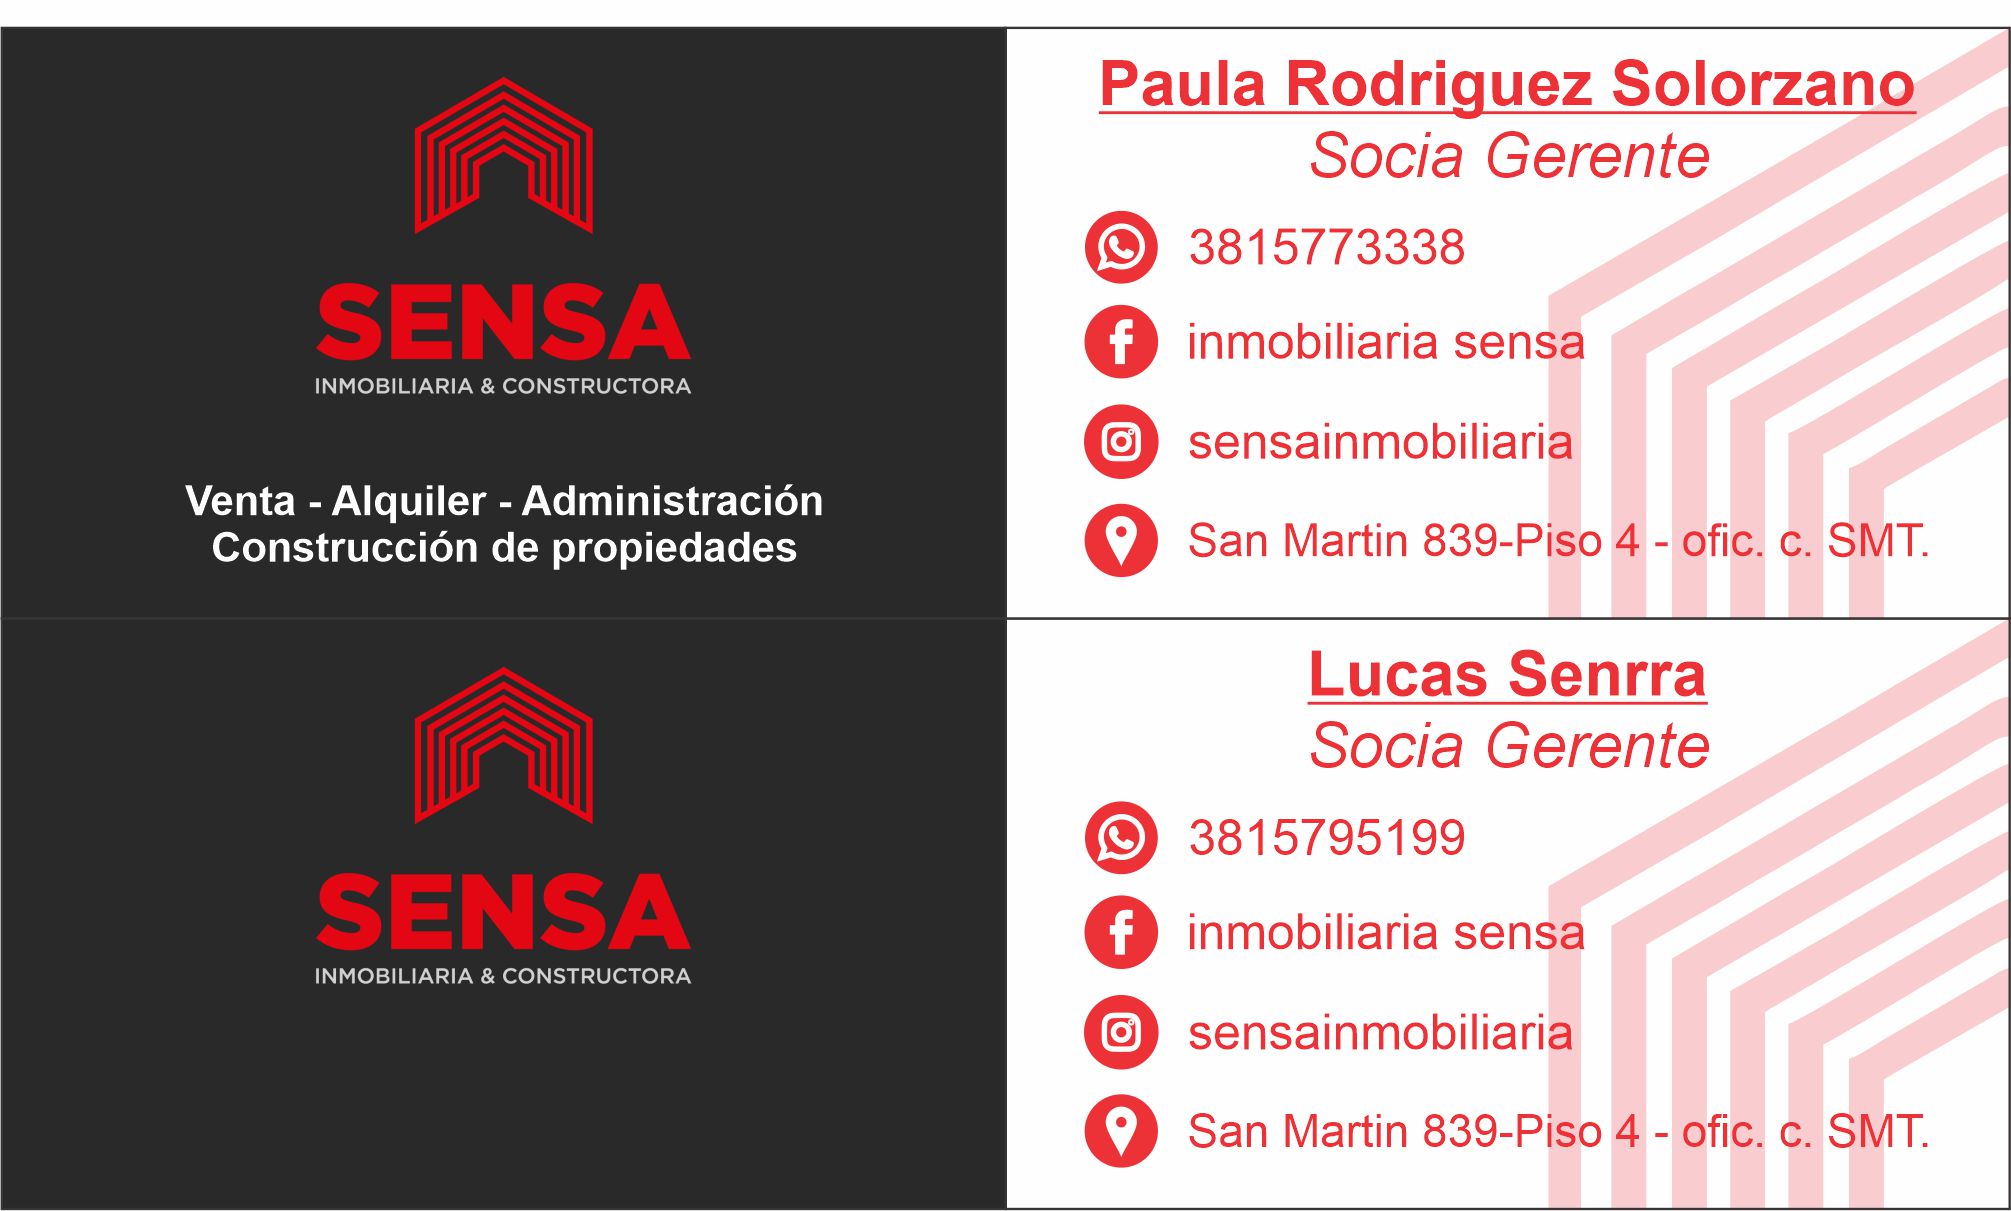 SENSA
INMOBILIARIA & CONSTRUCTORA
Venta - Alquiler - Administración
Construcción de propiedades
Paula Rodriguez Solorzano
Socia Gerente
3815773338
inmobiliaria sensa
sensainmobiliaria
San Martin 839-Piso 4 - ofic. c. SMT.
SENSA
INMOBILIARIA & CONSTRUCTORA
Lucas Senrra
Socia Gerente
3815795199
inmobiliaria sensa
sensainmobiliaria
San Martin 839-Piso 4 - ofic. c. SMT.